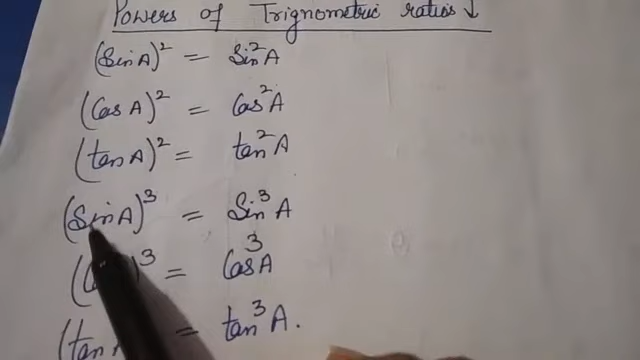 Powers of Trignometric ratios ↓
(Sin A)² = Sin²A
(Cos A)² = Cos²A
(tan A)² = tan²A
(Sin A)³ = Sin³A
(C )³ = Cos³A
(tan A = tan³A.